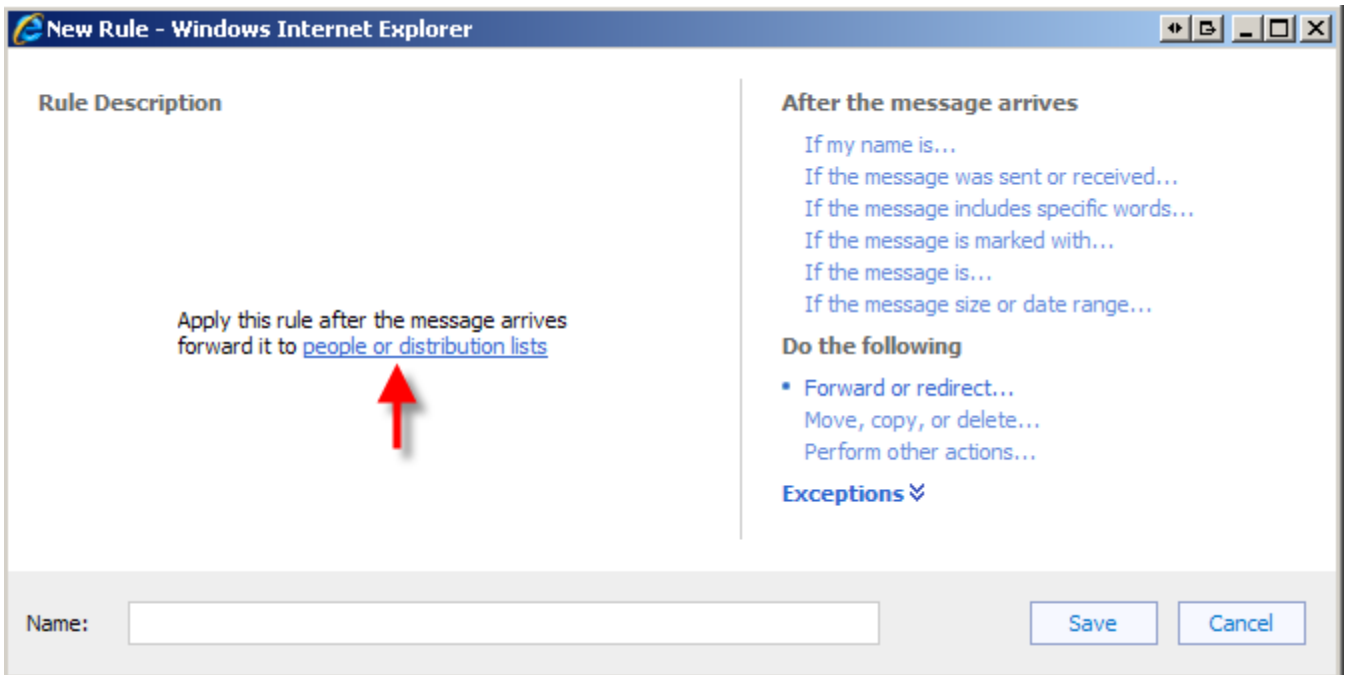 New Rule - Windows Internet Explorer
Rule Description
Apply this rule after the message arrives
forward it to people or distribution lists
After the message arrives
If my name is...
If the message was sent or received...
If the message includes specific words...
If the message is marked with...
If the message is...
If the message size or date range...
Do the following
Forward or redirect...
Move, copy, or delete...
Perform other actions...
Exceptions
Name:
Save
Cancel